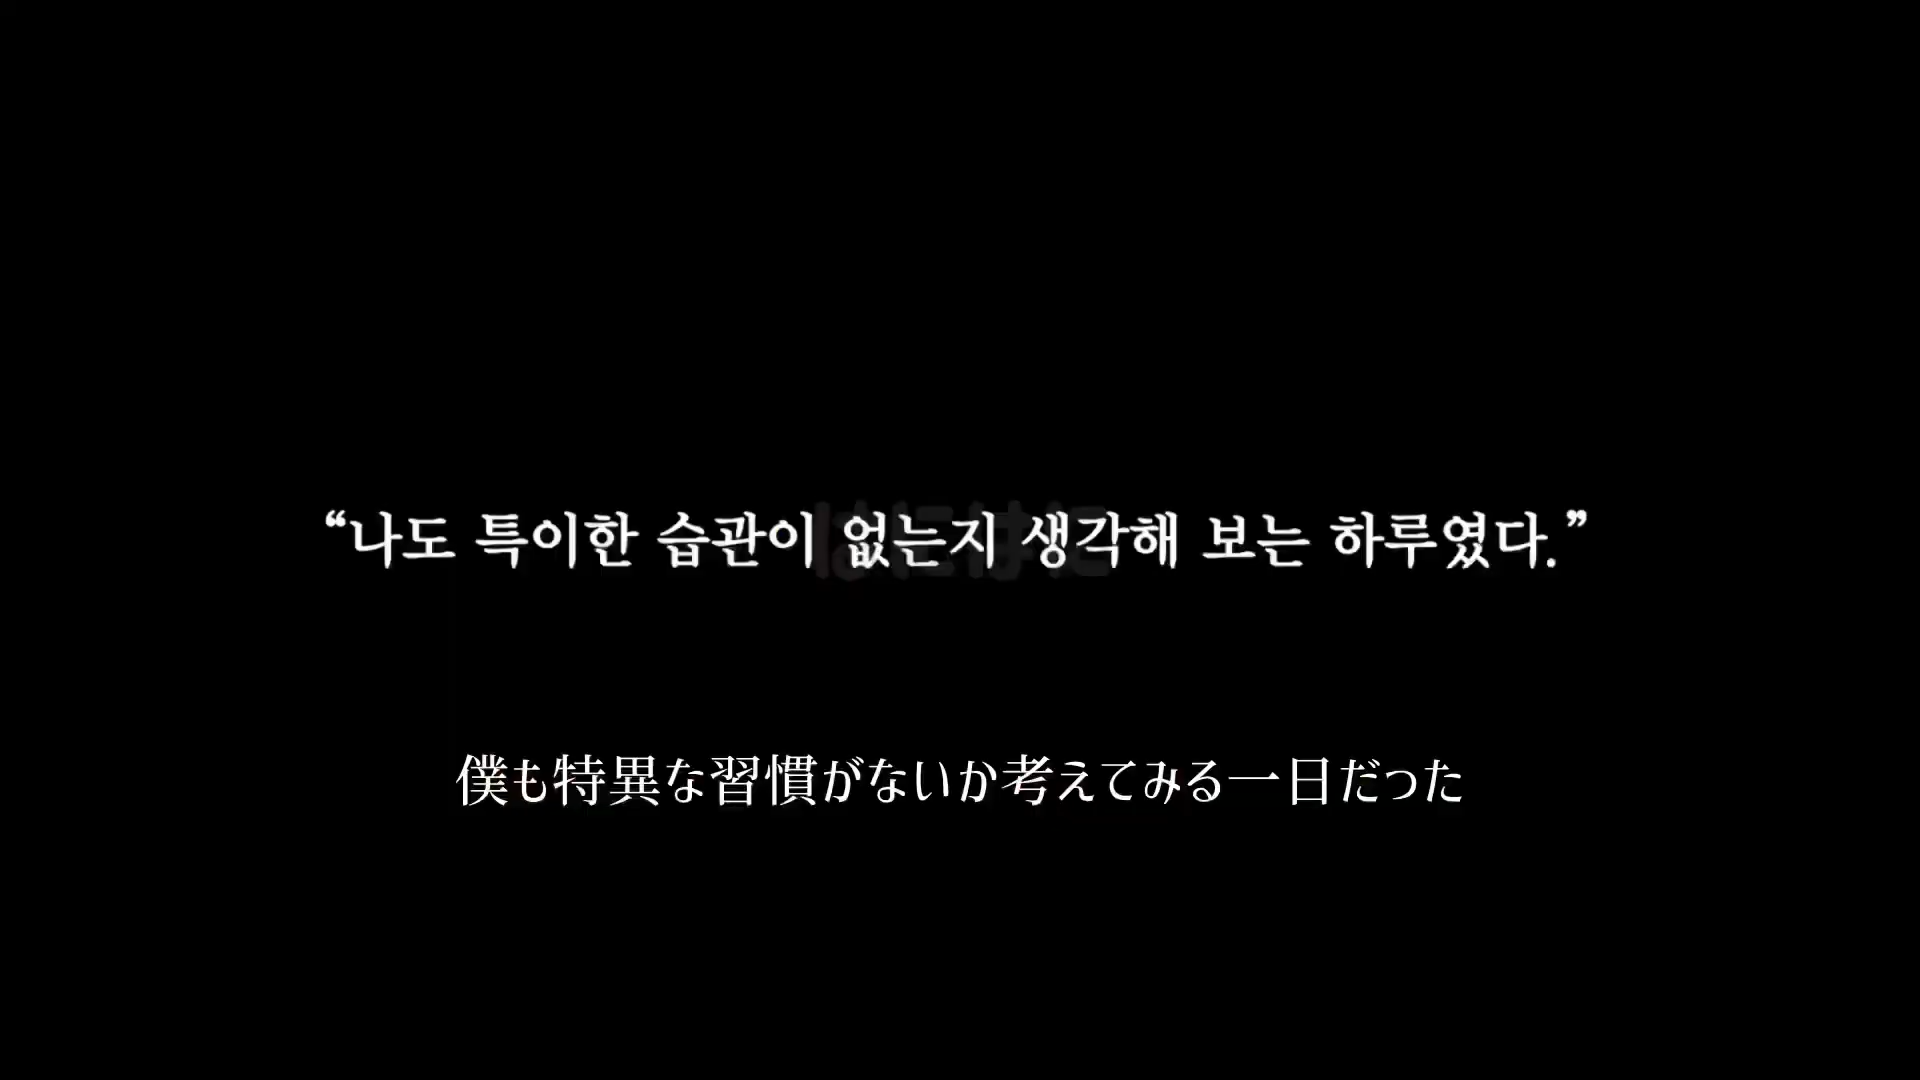 “나도 특이한 습관이 없는지 생각해 보는 하루였다.”
僕も特異な習慣がないか考えてみる一日だった